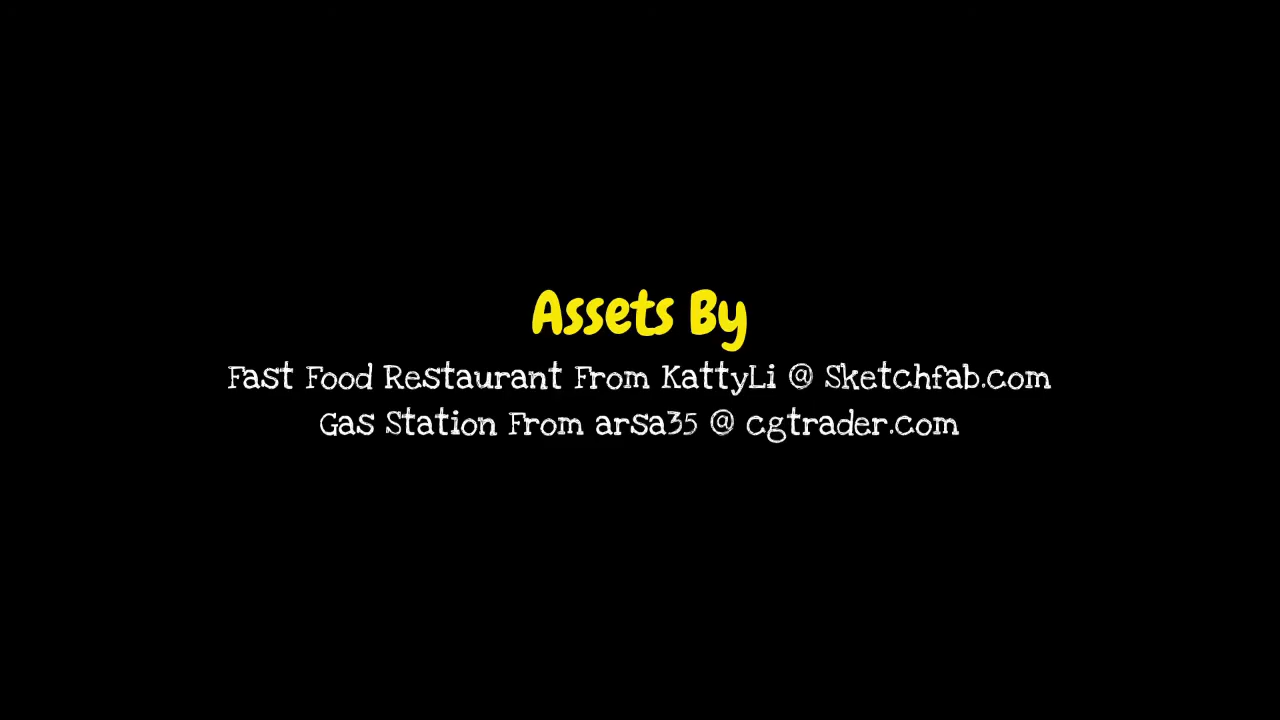 Assets By
Fast Food Restaurant From KattyLi @ Sketchfab.com
Gas Station From arsa35 @ cgtrader.com